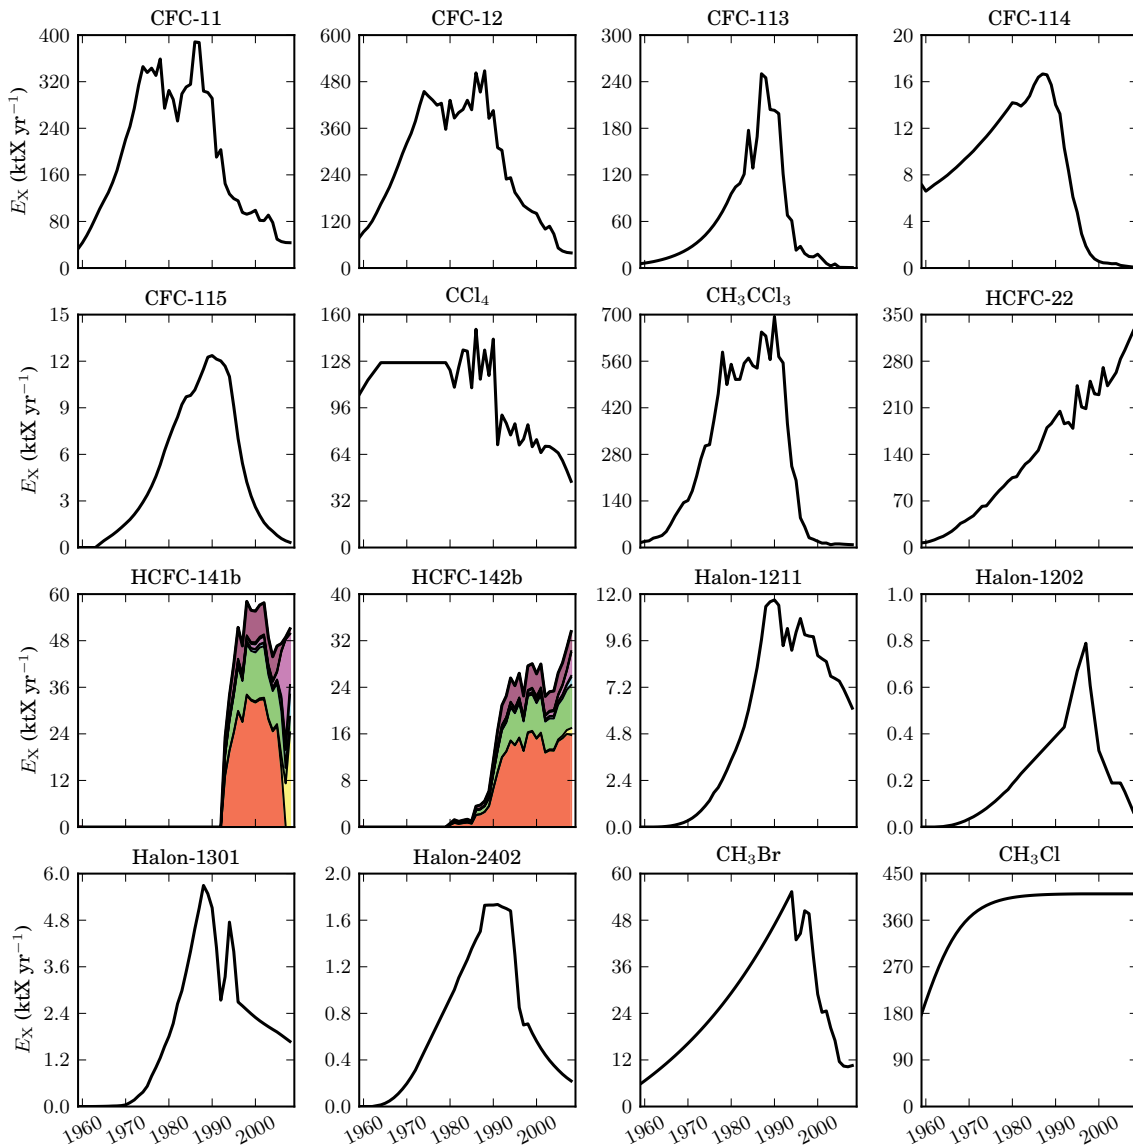 CFC-11 CFC-12 CFC-113 CFC-114
E_X (ktX yr⁻¹)
400 320 240 160 80 0
600 480 360 240 120 0
300 240 180 120 60 0
20 16 12 8 4 0
CFC-115 CCl₄ CH₃CCl₃ HCFC-22
E_X (ktX yr⁻¹)
15 12 9 6 3 0
160 128 96 64 32 0
700 560 420 280 140 0
350 280 210 140 70 0
HCFC-141b HCFC-142b Halon-1211 Halon-1202
E_X (ktX yr⁻¹)
60 48 36 24 12 0
40 32 24 16 8 0
12.0 9.6 7.2 4.8 2.4 0.0
1.0 0.8 0.6 0.4 0.2 0.0
Halon-1301 Halon-2402 CH₃Br CH₃Cl
E_X (ktX yr⁻¹)
6.0 4.8 3.6 2.4 1.2 0.0
2.0 1.6 1.2 0.8 0.4 0.0
60 48 36 24 12 0
450 360 270 180 90 0
1960 1970 1980 1990 2000
1960 1970 1980 1990 2000
1960 1970 1980 1990 2000
1960 1970 1980 1990 2000